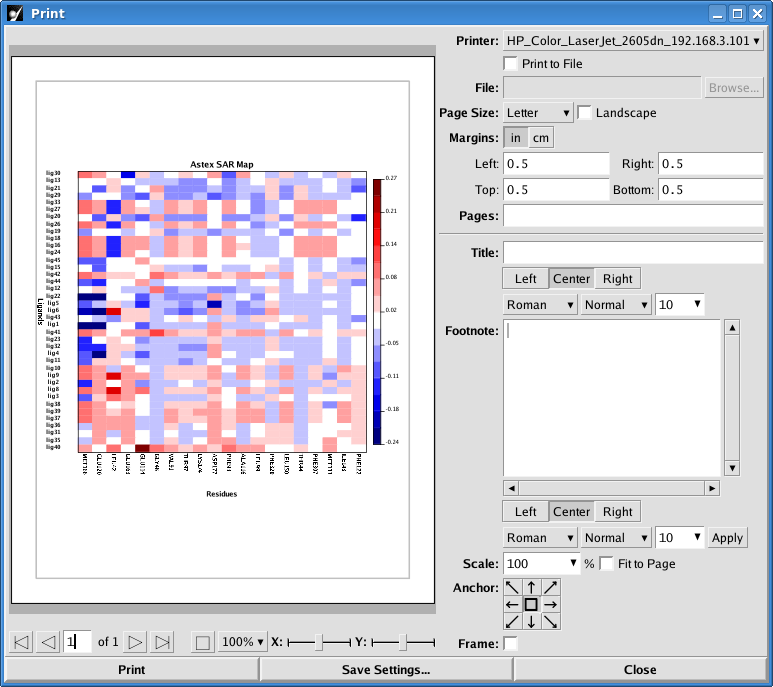 Print
Printer: HP_Color_LaserJet_2605dn_192.168.3.101
Print to File
File: Browse...
Page Size: Letter Landscape
Margins: in cm
Left: 0.5 Right: 0.5
Top: 0.5 Bottom: 0.5
Pages:
Title:
Left Center Right
Roman Normal 10
Footnote:
Left Center Right
Roman Normal 10 Apply
Scale: 100 % Fit to Page
Anchor:
Frame:
Astex SAR Map
lig30
lig13
lig21
lig29
lig33
lig27
lig20
lig26
lig19
lig18
lig16
lig24
lig45
lig15
lig42
lig44
lig12
lig22
lig5
lig6
lig43
lig1
lig41
lig23
lig32
lig4
lig11
lig10
lig9
lig2
lig8
lig3
lig38
lig39
lig37
lig36
lig31
lig35
lig40
Ligands
Residues
0.27
0.21
0.14
0.08
0.02
-0.05
-0.11
-0.18
-0.24
1 of 1 100% X: Y:
Print Save Settings... Close